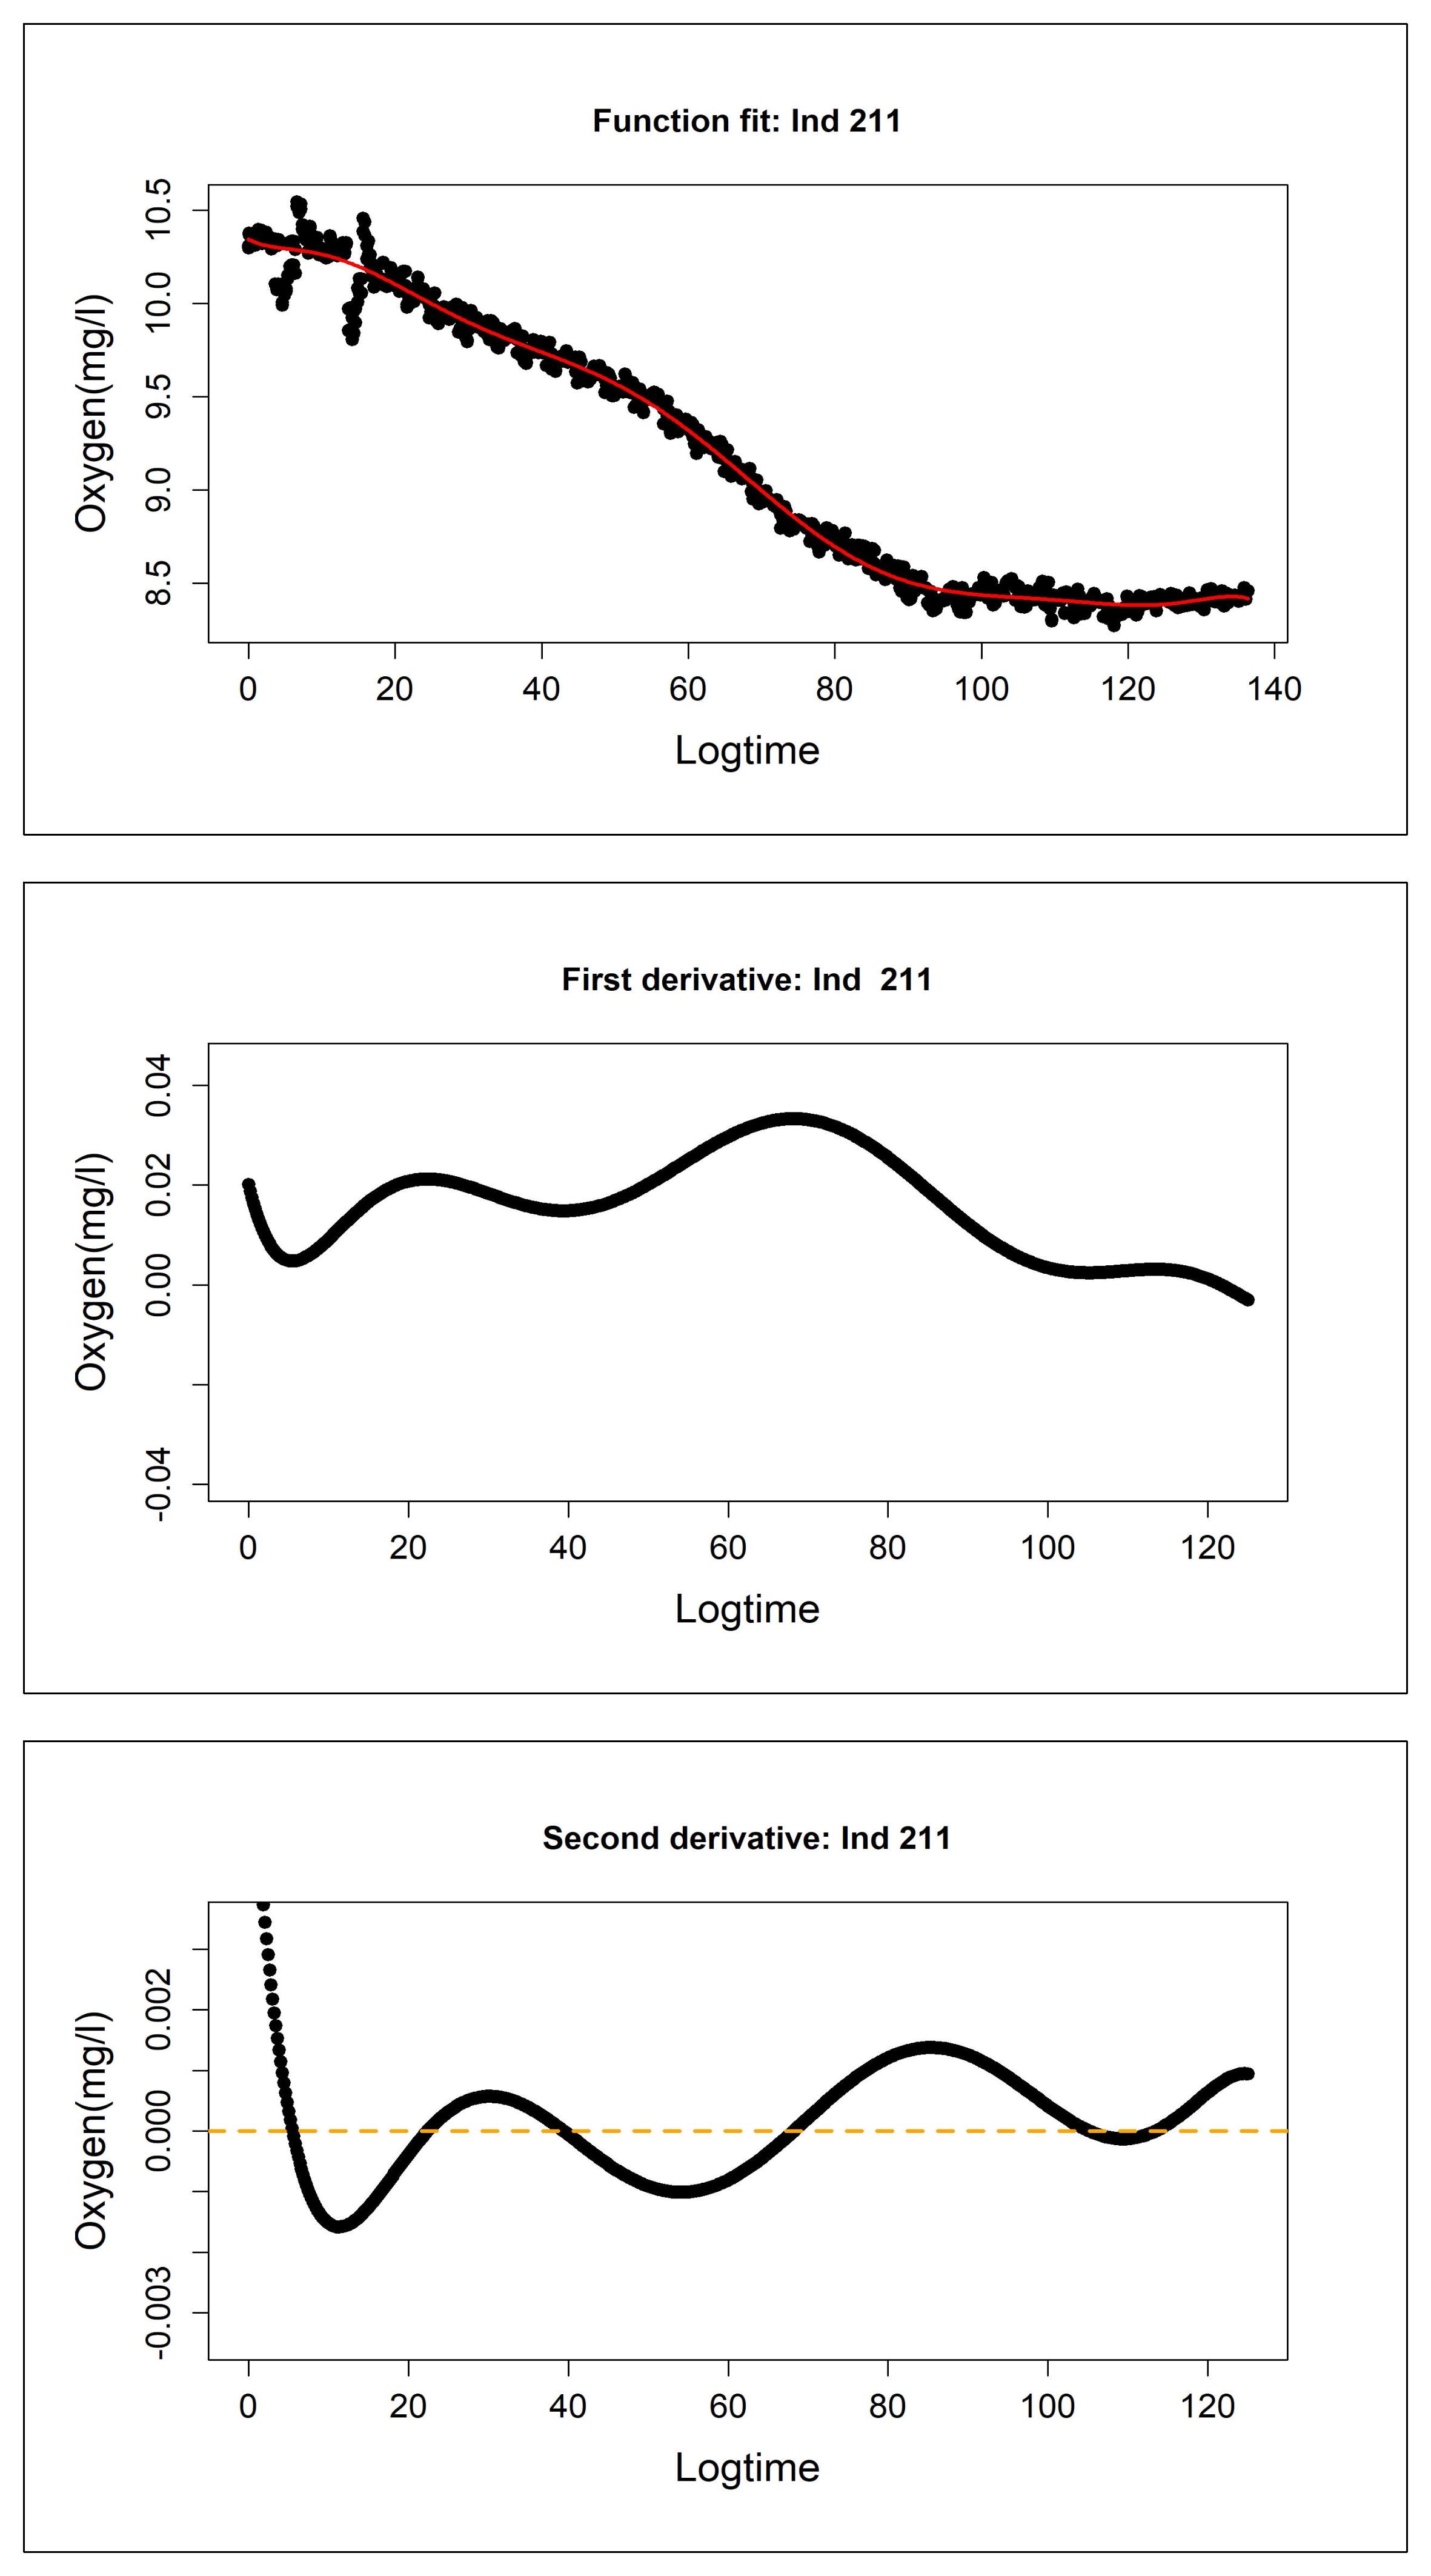 Function fit: Ind 211
10.5
10.0
9.5
9.0
8.5
Oxygen(mg/l)
0 20 40 60 80 100 120 140
Logtime
First derivative: Ind  211
0.04
0.02
0.00
-0.04
Oxygen(mg/l)
0 20 40 60 80 100 120
Logtime
Second derivative: Ind 211
0.002
0.000
-0.003
Oxygen(mg/l)
0 20 40 60 80 100 120
Logtime